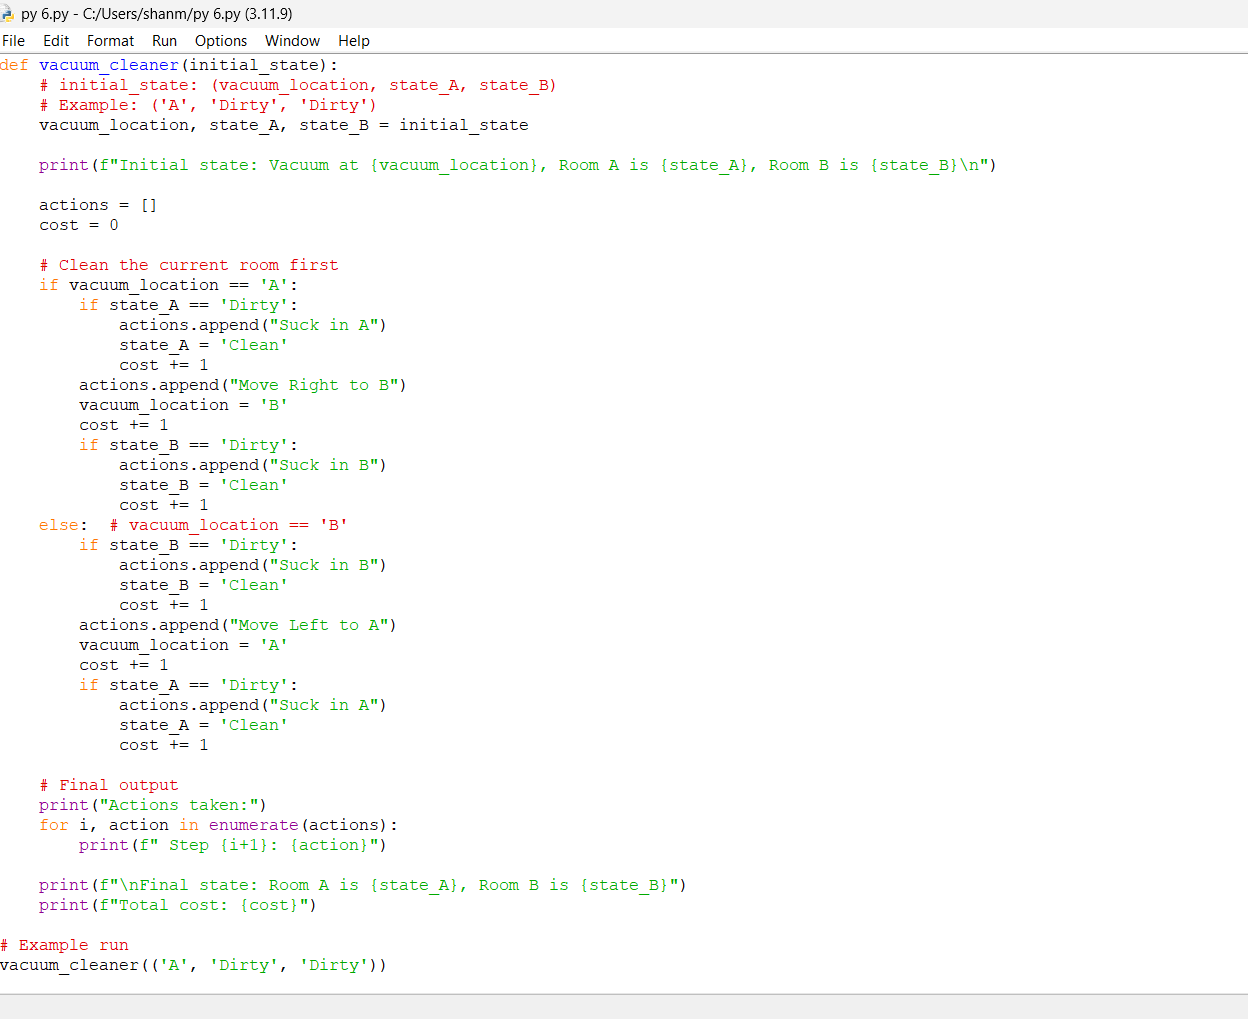 py 6.py - C:/Users/shanm/py 6.py (3.11.9)
File Edit Format Run Options Window Help
def vacuum_cleaner(initial_state):
    # initial_state: (vacuum_location, state_A, state_B)
    # Example: ('A', 'Dirty', 'Dirty')
    vacuum_location, state_A, state_B = initial_state

    print(f"Initial state: Vacuum at {vacuum_location}, Room A is {state_A}, Room B is {state_B}\n")

    actions = []
    cost = 0

    # Clean the current room first
    if vacuum_location == 'A':
        if state_A == 'Dirty':
            actions.append("Suck in A")
            state_A = 'Clean'
            cost += 1
        actions.append("Move Right to B")
        vacuum_location = 'B'
        cost += 1
        if state_B == 'Dirty':
            actions.append("Suck in B")
            state_B = 'Clean'
            cost += 1
    else:  # vacuum_location == 'B'
        if state_B == 'Dirty':
            actions.append("Suck in B")
            state_B = 'Clean'
            cost += 1
        actions.append("Move Left to A")
        vacuum_location = 'A'
        cost += 1
        if state_A == 'Dirty':
            actions.append("Suck in A")
            state_A = 'Clean'
            cost += 1

    # Final output
    print("Actions taken:")
    for i, action in enumerate(actions):
        print(f" Step {i+1}: {action}")

    print(f"\nFinal state: Room A is {state_A}, Room B is {state_B}")
    print(f"Total cost: {cost}")

# Example run
vacuum_cleaner(('A', 'Dirty', 'Dirty'))